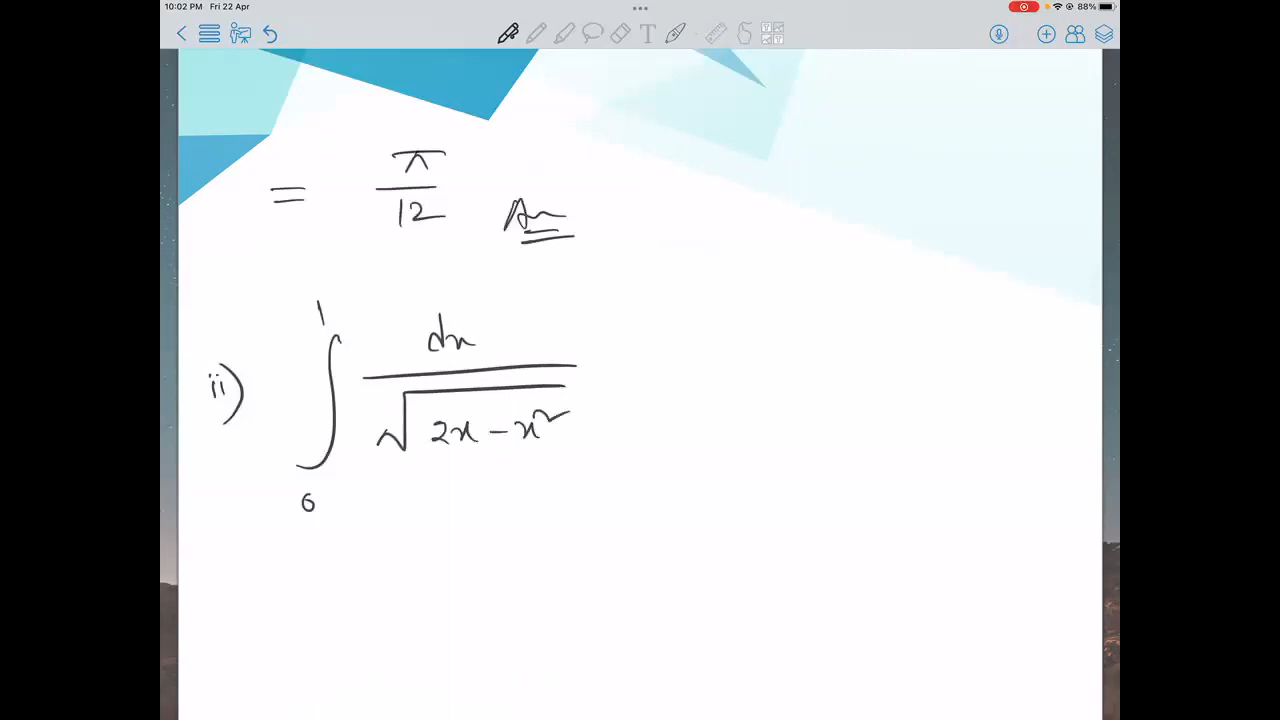 10:02 PM Fri 22 Apr
88%
= π/12 Ans
ii) ∫₀¹ dx/√(2x − x²)